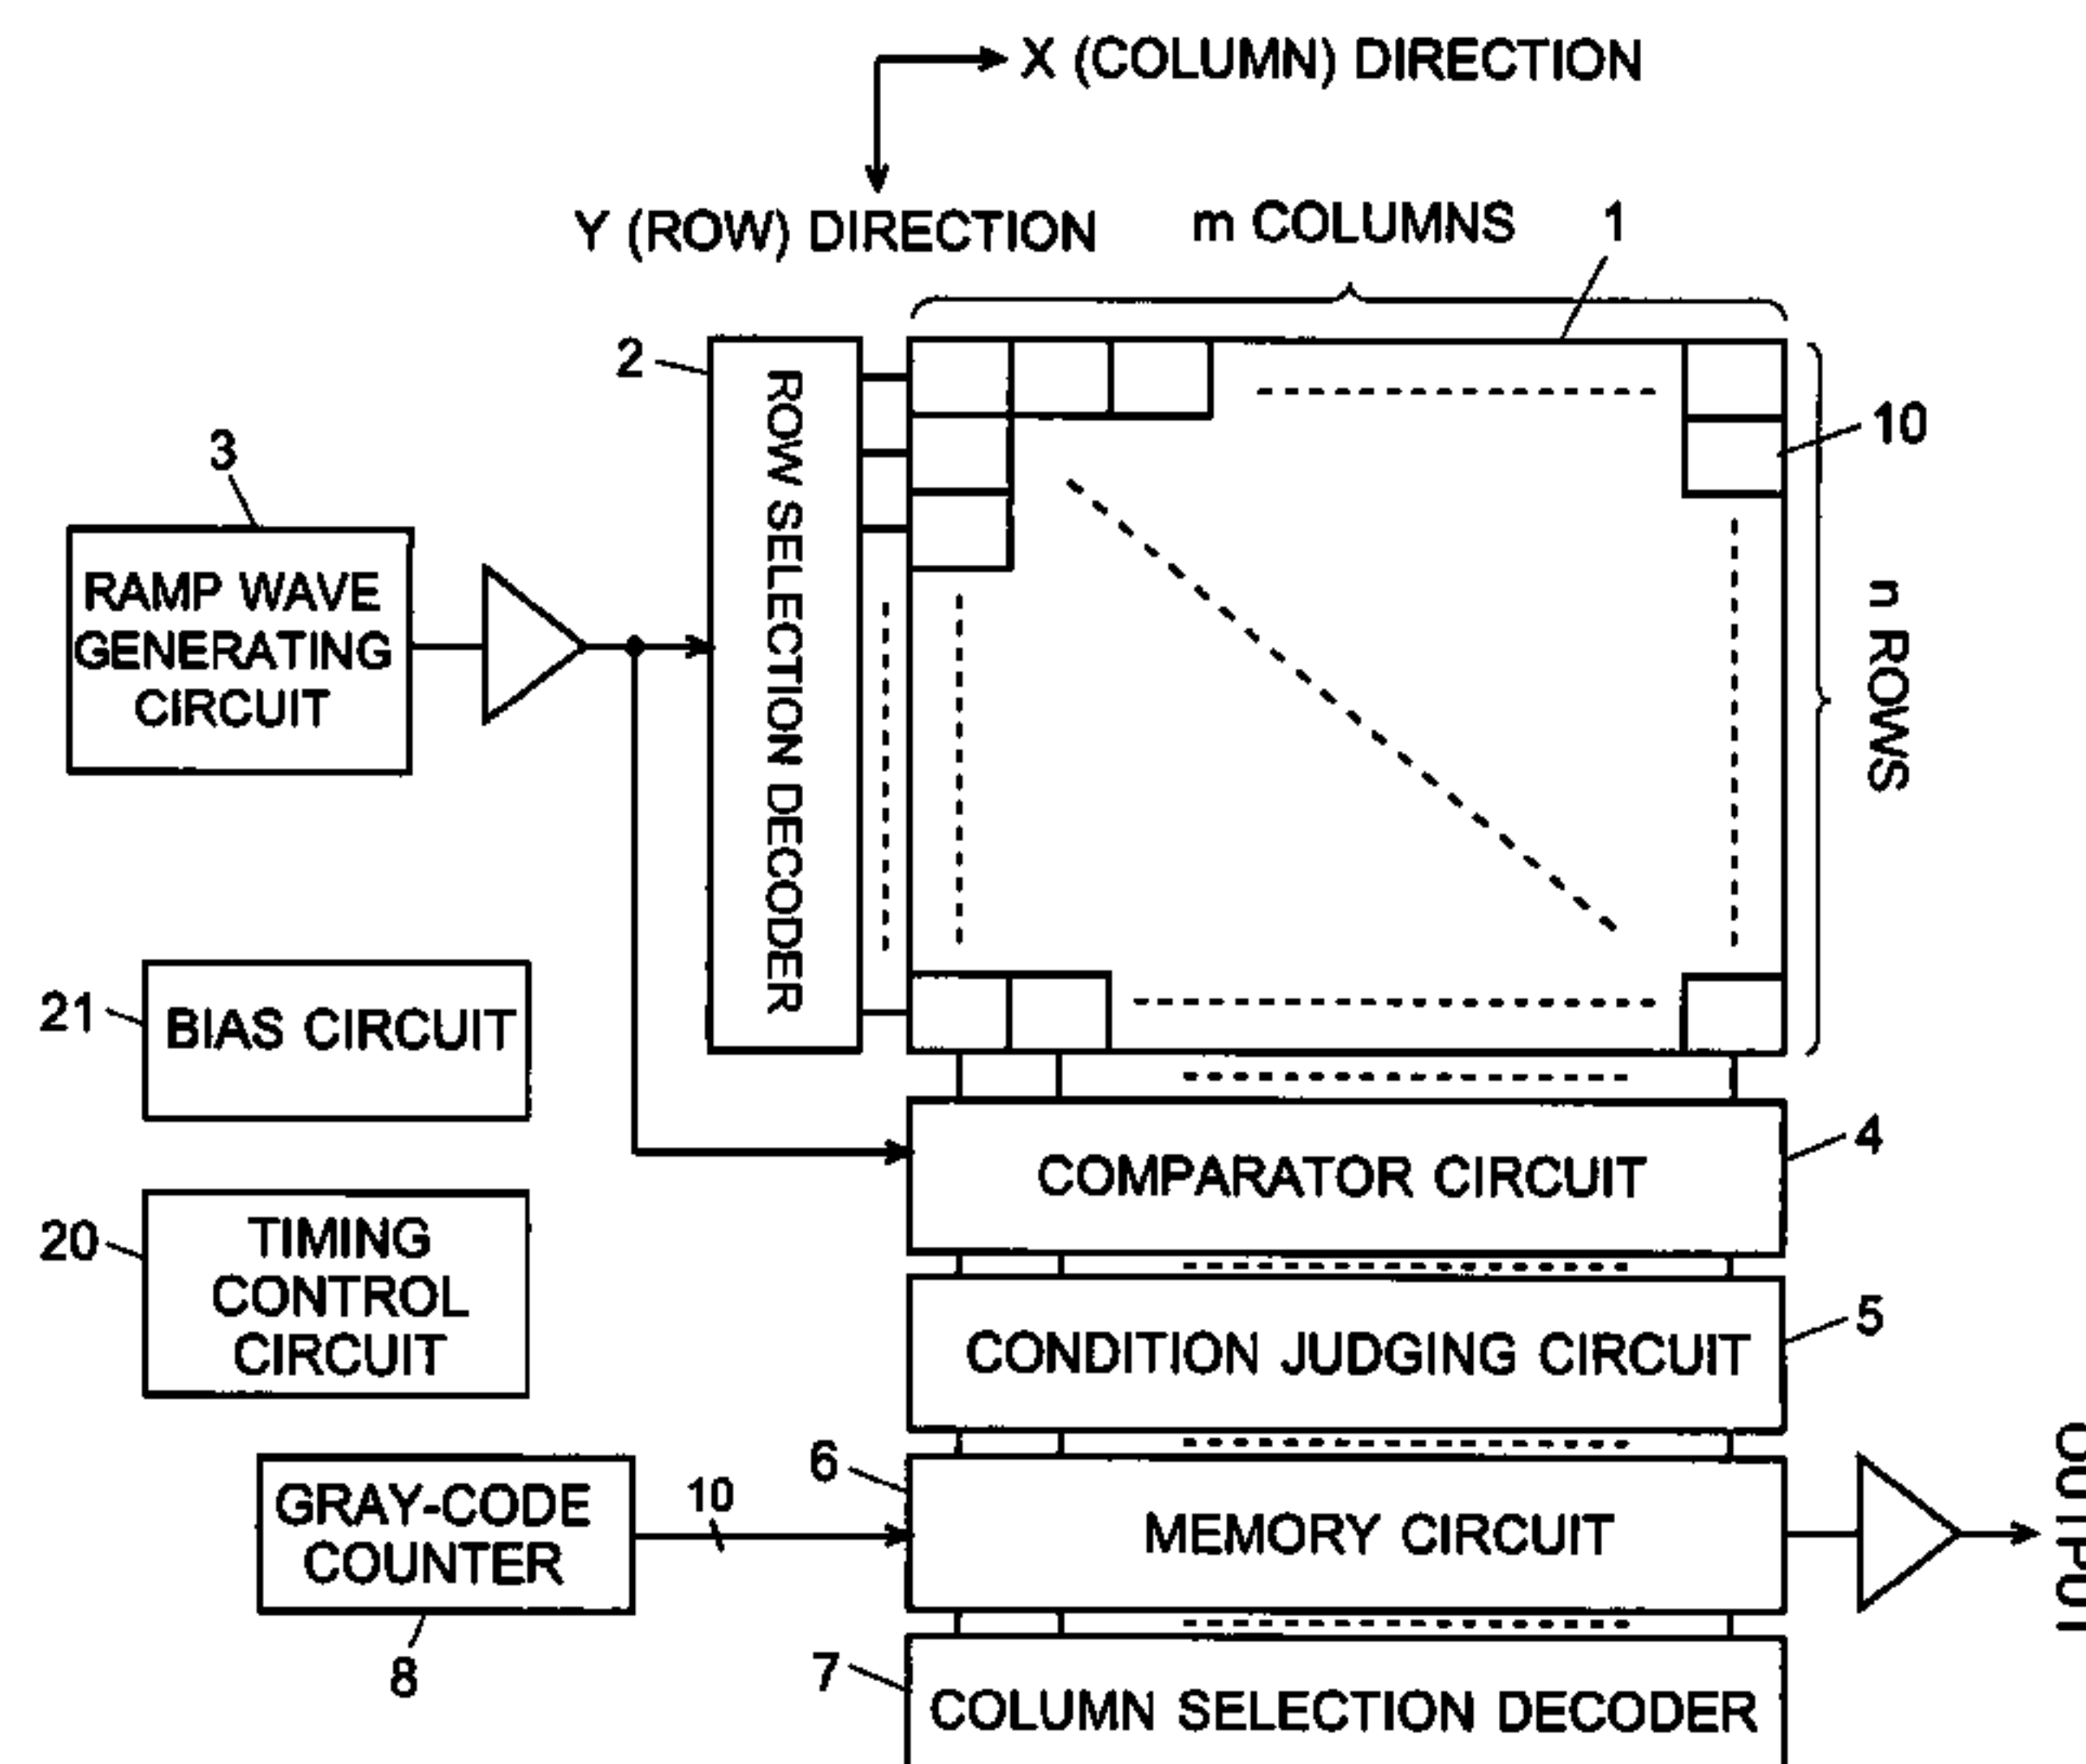 X (COLUMN) DIRECTION
Y (ROW) DIRECTION
m COLUMNS
1
2
ROW SELECTION DECODER
10
n ROWS
3
RAMP WAVE
GENERATING
CIRCUIT
21
BIAS CIRCUIT
4
COMPARATOR CIRCUIT
20
TIMING
CONTROL
CIRCUIT
5
CONDITION JUDGING CIRCUIT
6
GRAY-CODE
COUNTER
10
MEMORY CIRCUIT
OUTPUT
8
7
COLUMN SELECTION DECODER